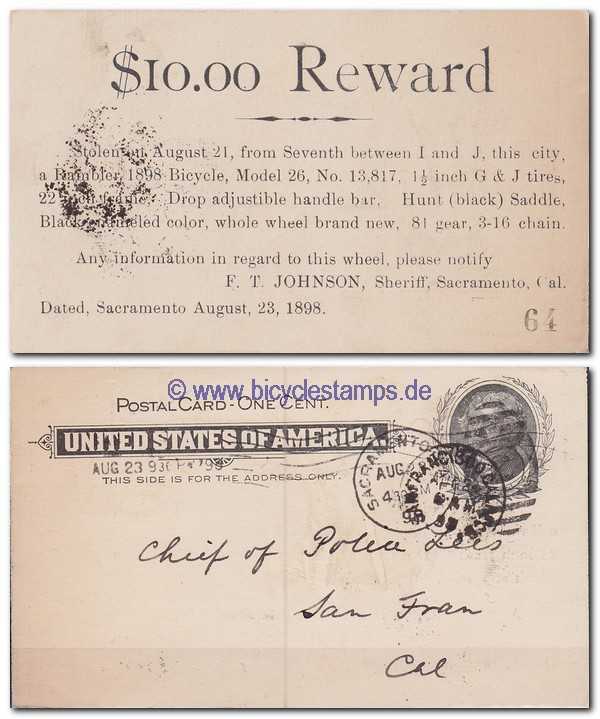 $10.00 Reward
Stolen on August 21, from Seventh between I and J, this city,
a Rambler 1898 Bicycle, Model 26, No. 13,817, 1½ inch G & J tires,
22 inch frame, Drop adjustible handle bar, Hunt (black) Saddle,
Black enameled color, whole wheel brand new, 81 gear, 3-16 chain.
Any information in regard to this wheel, please notify
F. T. JOHNSON, Sheriff, Sacramento, Cal.
Dated, Sacramento August, 23, 1898.
64
© www.bicyclestamps.de
POSTAL CARD - ONE CENT.
UNITED STATES OF AMERICA.
AUG 23 930P
THIS SIDE IS FOR THE ADDRESS ONLY.
SACRAMENTO
AUG
98
SAN FRANCISCO, CAL.
Chief of
San Fran
Cal